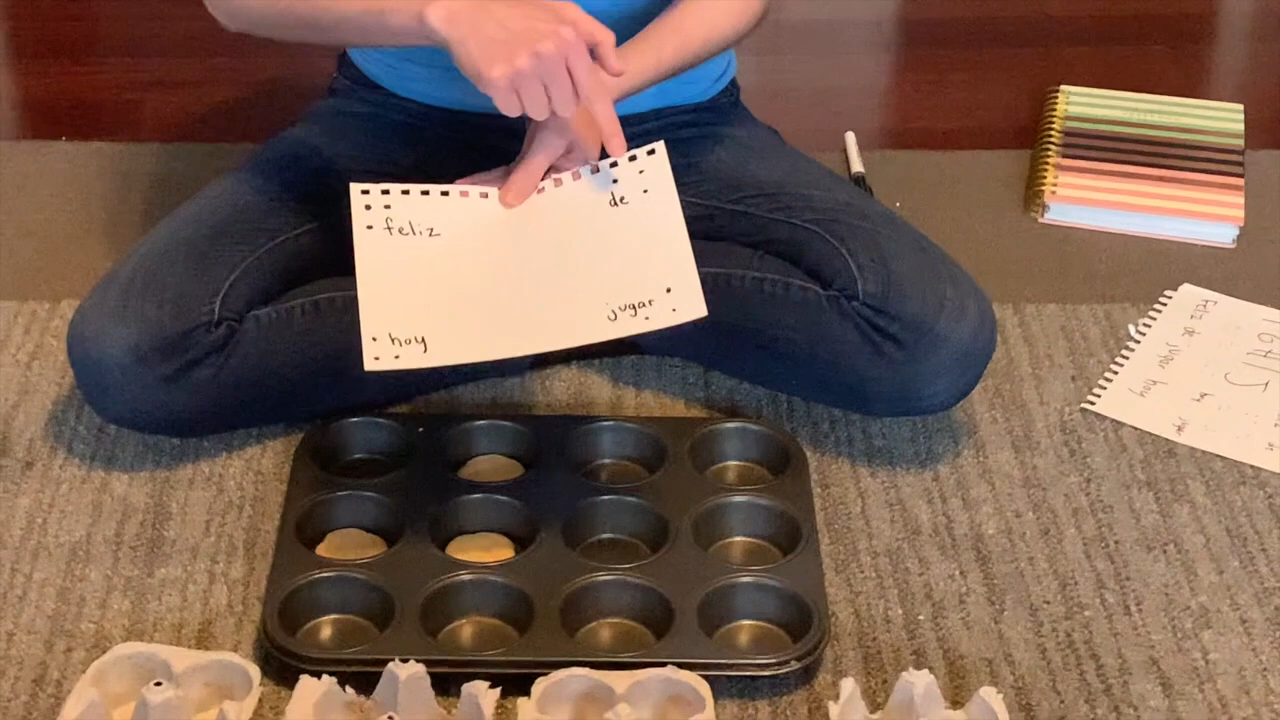 de
feliz
jugar
hoy
Feliz de jugar hoy